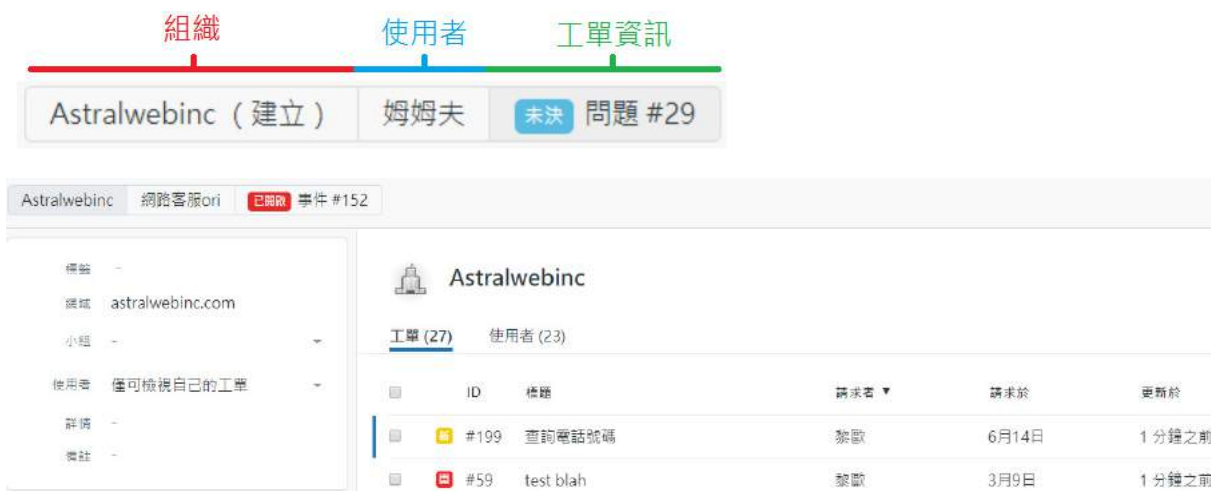 組織 使用者 工單資訊
Astralwebinc（建立） 姆姆夫 未決 問題 #29
Astralwebinc 網路客服ori 已開啟 事件 #152
標籤 -
網域 astralwebinc.com
小組 -
使用者 僅可檢視自己的工單
詳情 -
備註 -
Astralwebinc
工單 (27) 使用者 (23)
ID 標題 請求者 ▼ 請求於 更新於
新 #199 查詢電話號碼 黎歐 6月14日 1 分鐘之前
開 #59 test blah 黎歐 3月9日 1 分鐘之前